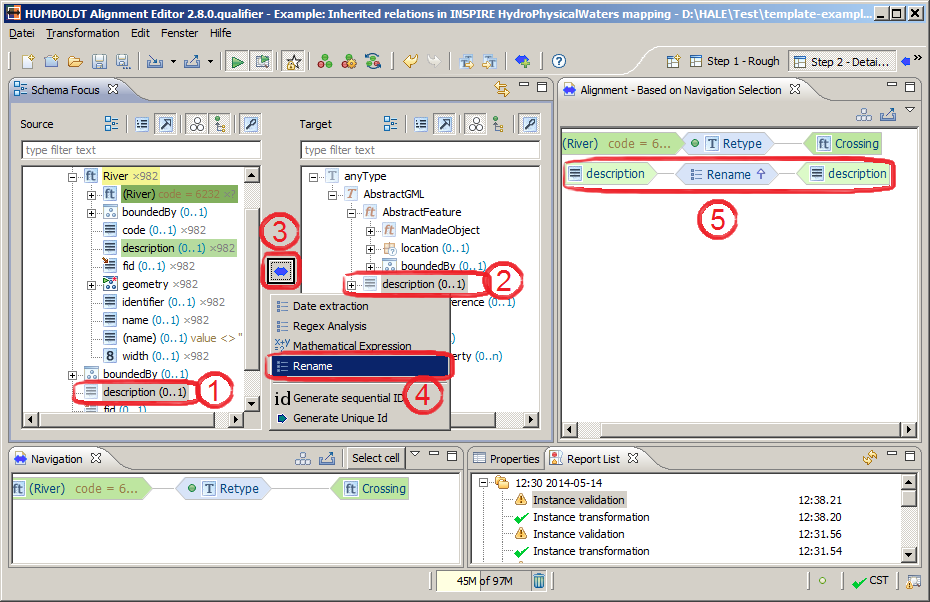 HUMBOLDT Alignment Editor 2.8.0.qualifier - Example: Inherited relations in INSPIRE HydroPhysicalWaters mapping - D:\HALE\Test\template-exampl...
Datei Transformation Edit Fenster Hilfe
Step 1 - Rough Step 2 - Detai... »
Schema Focus
Source
type filter text
River ×982
(River) code = 6232 ×7
boundedBy (0..1)
code (0..1) ×982
description (0..1) ×982
fid (0..1) ×982
geometry ×982
identifier (0..1) ×982
name (0..1) ×982
(name) (0..1) value <> "
width (0..1) ×982
boundedBy (0..1)
description (0..1)
fid (0..1)
1
3
Target
type filter text
anyType
AbstractGML
AbstractFeature
ManMadeObject
location (0..1)
boundedBy (0..1)
description (0..1)
2
erence (0..1)
perty (0..n)
Date extraction
Regex Analysis
Mathematical Expression
Rename
Generate sequential ID
Generate Unique Id
4
Alignment - Based on Navigation Selection
(River) code = 6... Retype Crossing
description Rename description
5
Navigation
Select cell
(River) code = 6... Retype Crossing
Properties Report List
12:30 2014-05-14
Instance validation 12:38.21
Instance transformation 12:38.20
Instance validation 12:31.56
Instance transformation 12:31.54
45M of 97M
CST